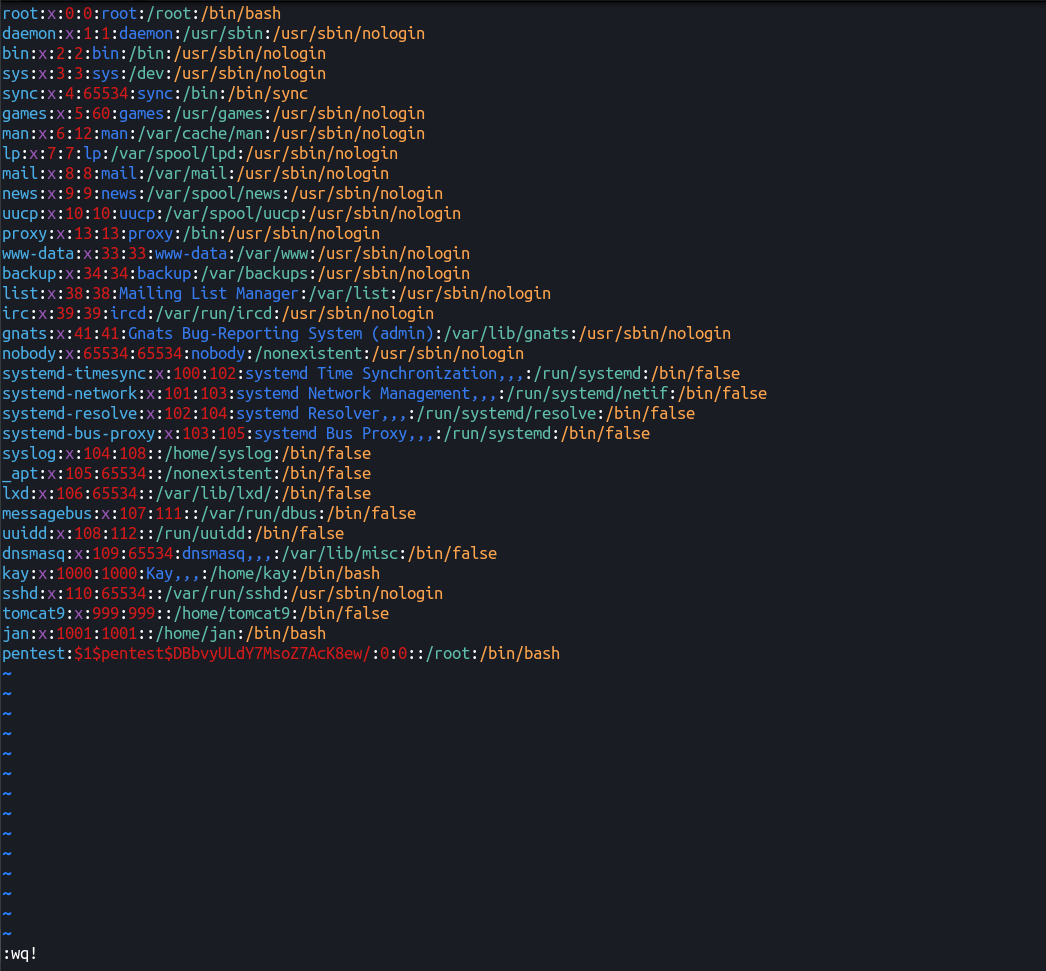 root:x:0:0:root:/root:/bin/bash
daemon:x:1:1:daemon:/usr/sbin:/usr/sbin/nologin
bin:x:2:2:bin:/bin:/usr/sbin/nologin
sys:x:3:3:sys:/dev:/usr/sbin/nologin
sync:x:4:65534:sync:/bin:/bin/sync
games:x:5:60:games:/usr/games:/usr/sbin/nologin
man:x:6:12:man:/var/cache/man:/usr/sbin/nologin
lp:x:7:7:lp:/var/spool/lpd:/usr/sbin/nologin
mail:x:8:8:mail:/var/mail:/usr/sbin/nologin
news:x:9:9:news:/var/spool/news:/usr/sbin/nologin
uucp:x:10:10:uucp:/var/spool/uucp:/usr/sbin/nologin
proxy:x:13:13:proxy:/bin:/usr/sbin/nologin
www-data:x:33:33:www-data:/var/www:/usr/sbin/nologin
backup:x:34:34:backup:/var/backups:/usr/sbin/nologin
list:x:38:38:Mailing List Manager:/var/list:/usr/sbin/nologin
irc:x:39:39:ircd:/var/run/ircd:/usr/sbin/nologin
gnats:x:41:41:Gnats Bug-Reporting System (admin):/var/lib/gnats:/usr/sbin/nologin
nobody:x:65534:65534:nobody:/nonexistent:/usr/sbin/nologin
systemd-timesync:x:100:102:systemd Time Synchronization,,,:/run/systemd:/bin/false
systemd-network:x:101:103:systemd Network Management,,,:/run/systemd/netif:/bin/false
systemd-resolve:x:102:104:systemd Resolver,,,:/run/systemd/resolve:/bin/false
systemd-bus-proxy:x:103:105:systemd Bus Proxy,,,:/run/systemd:/bin/false
syslog:x:104:108::/home/syslog:/bin/false
_apt:x:105:65534::/nonexistent:/bin/false
lxd:x:106:65534::/var/lib/lxd/:/bin/false
messagebus:x:107:111::/var/run/dbus:/bin/false
uuidd:x:108:112::/run/uuidd:/bin/false
dnsmasq:x:109:65534:dnsmasq,,,:/var/lib/misc:/bin/false
kay:x:1000:1000:Kay,,,:/home/kay:/bin/bash
sshd:x:110:65534::/var/run/sshd:/usr/sbin/nologin
tomcat9:x:999:999::/home/tomcat9:/bin/false
jan:x:1001:1001::/home/jan:/bin/bash
pentest:$1$pentest$DBbvyULdY7MsoZ7AcK8ew/:0:0::/root:/bin/bash
~
~
~
~
~
~
~
~
~
~
~
~
~
~
:wq!